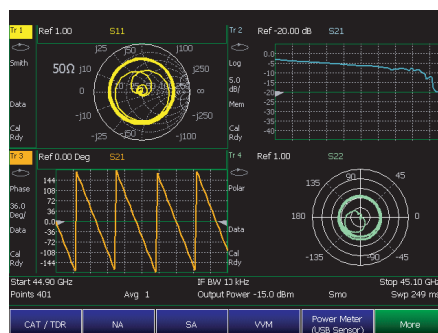 Tr 1 Ref 1.00 S11
Smith
Data
Cal
Rdy
50Ω
j10
j25
j50
j100
j250
0
∞
-j10
-j25
-j50
-j100
-j250
Tr 2 Ref -20.00 dB S21
Log
5.0
dB/
Mem
Cal
Rdy
0.0
-5
-10
-15
-20
-25
-30
-35
-40
Tr 3 Ref 0.00 Deg S21
Phase
36.0
Deg/
Data
Cal
Rdy
144
108
72
36
0.0
-36
-72
-108
-144
Tr 4 Ref 1.00 S22
Polar
Data
Cal
Rdy
135
90
45
180
0
-135
-90
-45
Start 44.90 GHz IF BW 13 kHz Stop 45.10 GHz
Points 401 Avg 1 Output Power -15.0 dBm Smo Swp 249 ms
CAT / TDR
NA
SA
VVM
Power Meter
(USB Sensor)
More